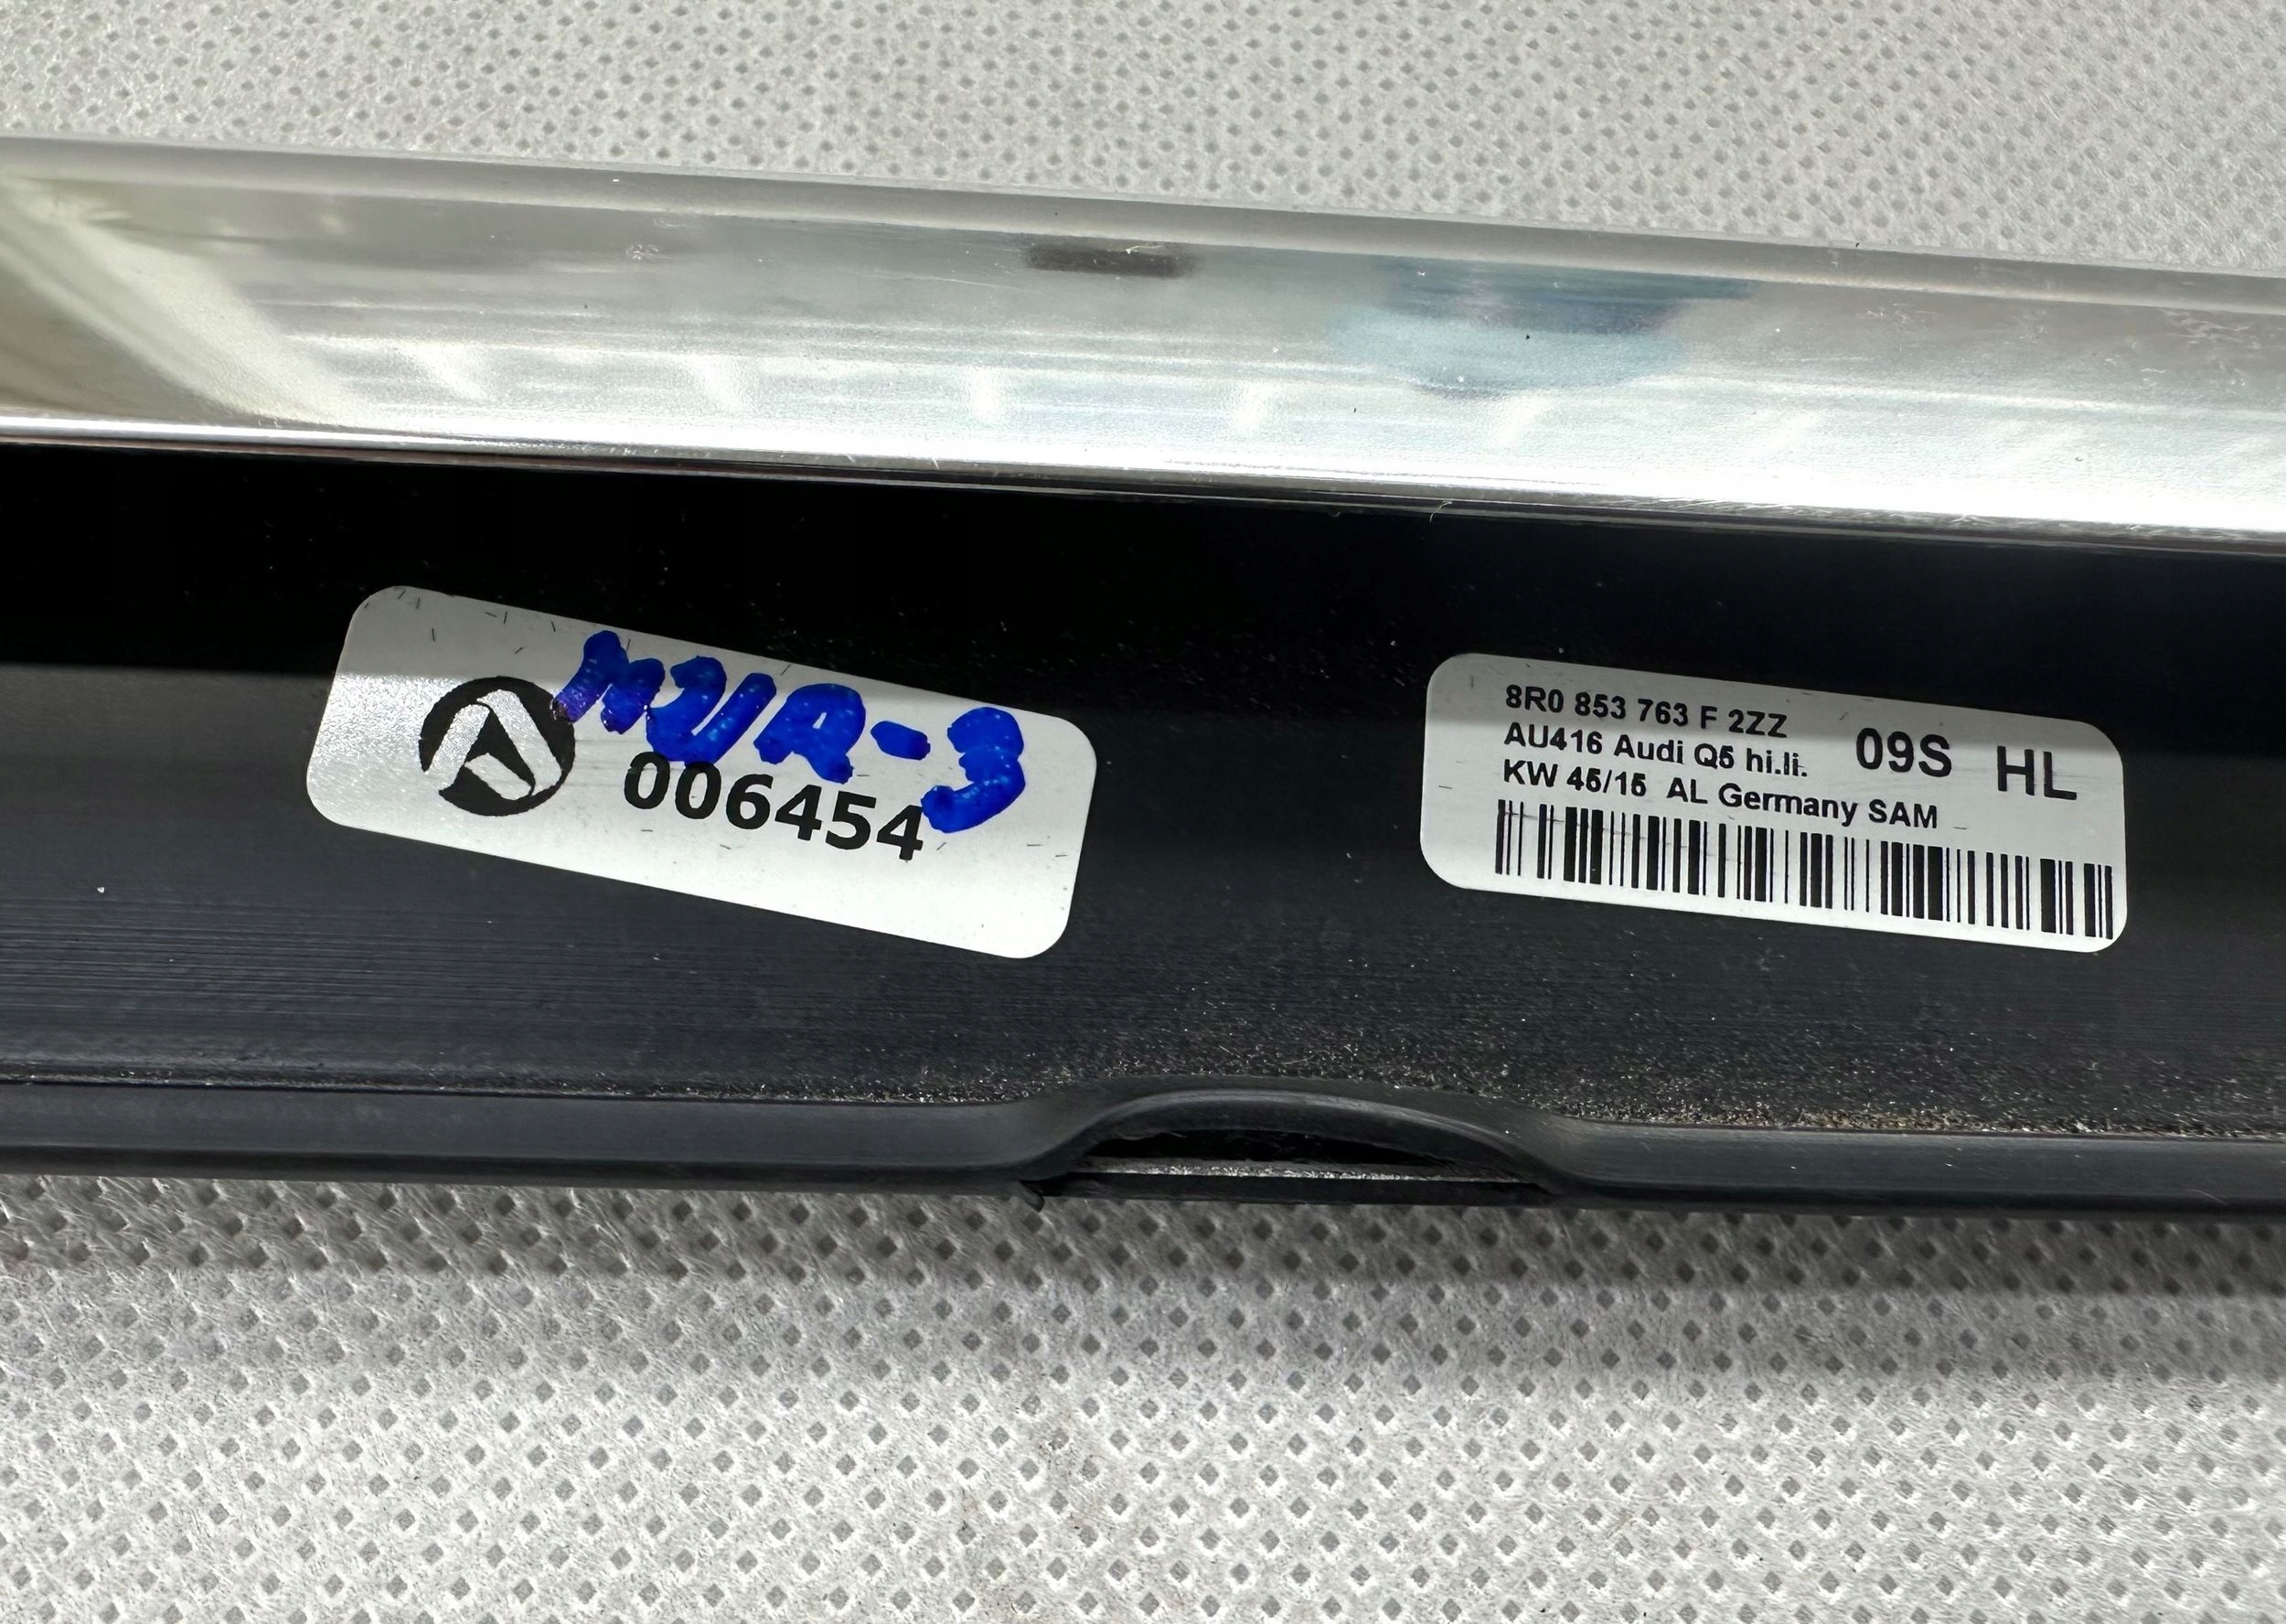 MUR-3
006454
8R0 853 763 F 2ZZ 09S HL
AU416 Audi Q5 hi.li.
KW 45/15 AL Germany SAM